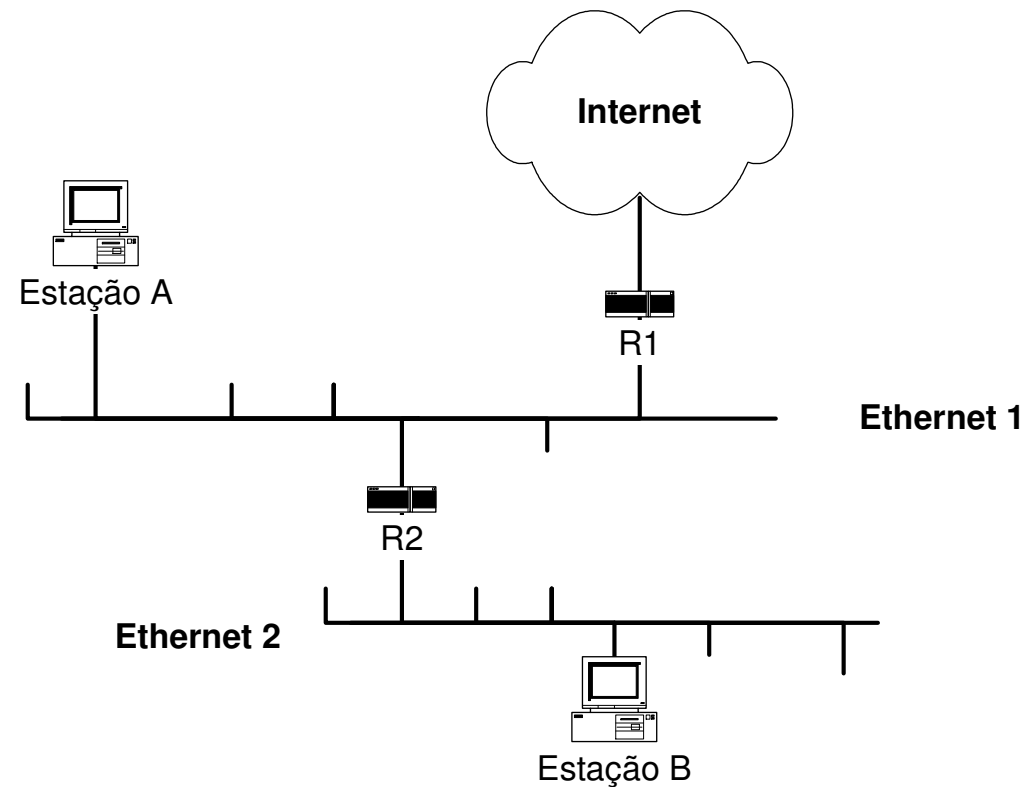 Internet
Estação A
R1
Ethernet 1
R2
Ethernet 2
Estação B